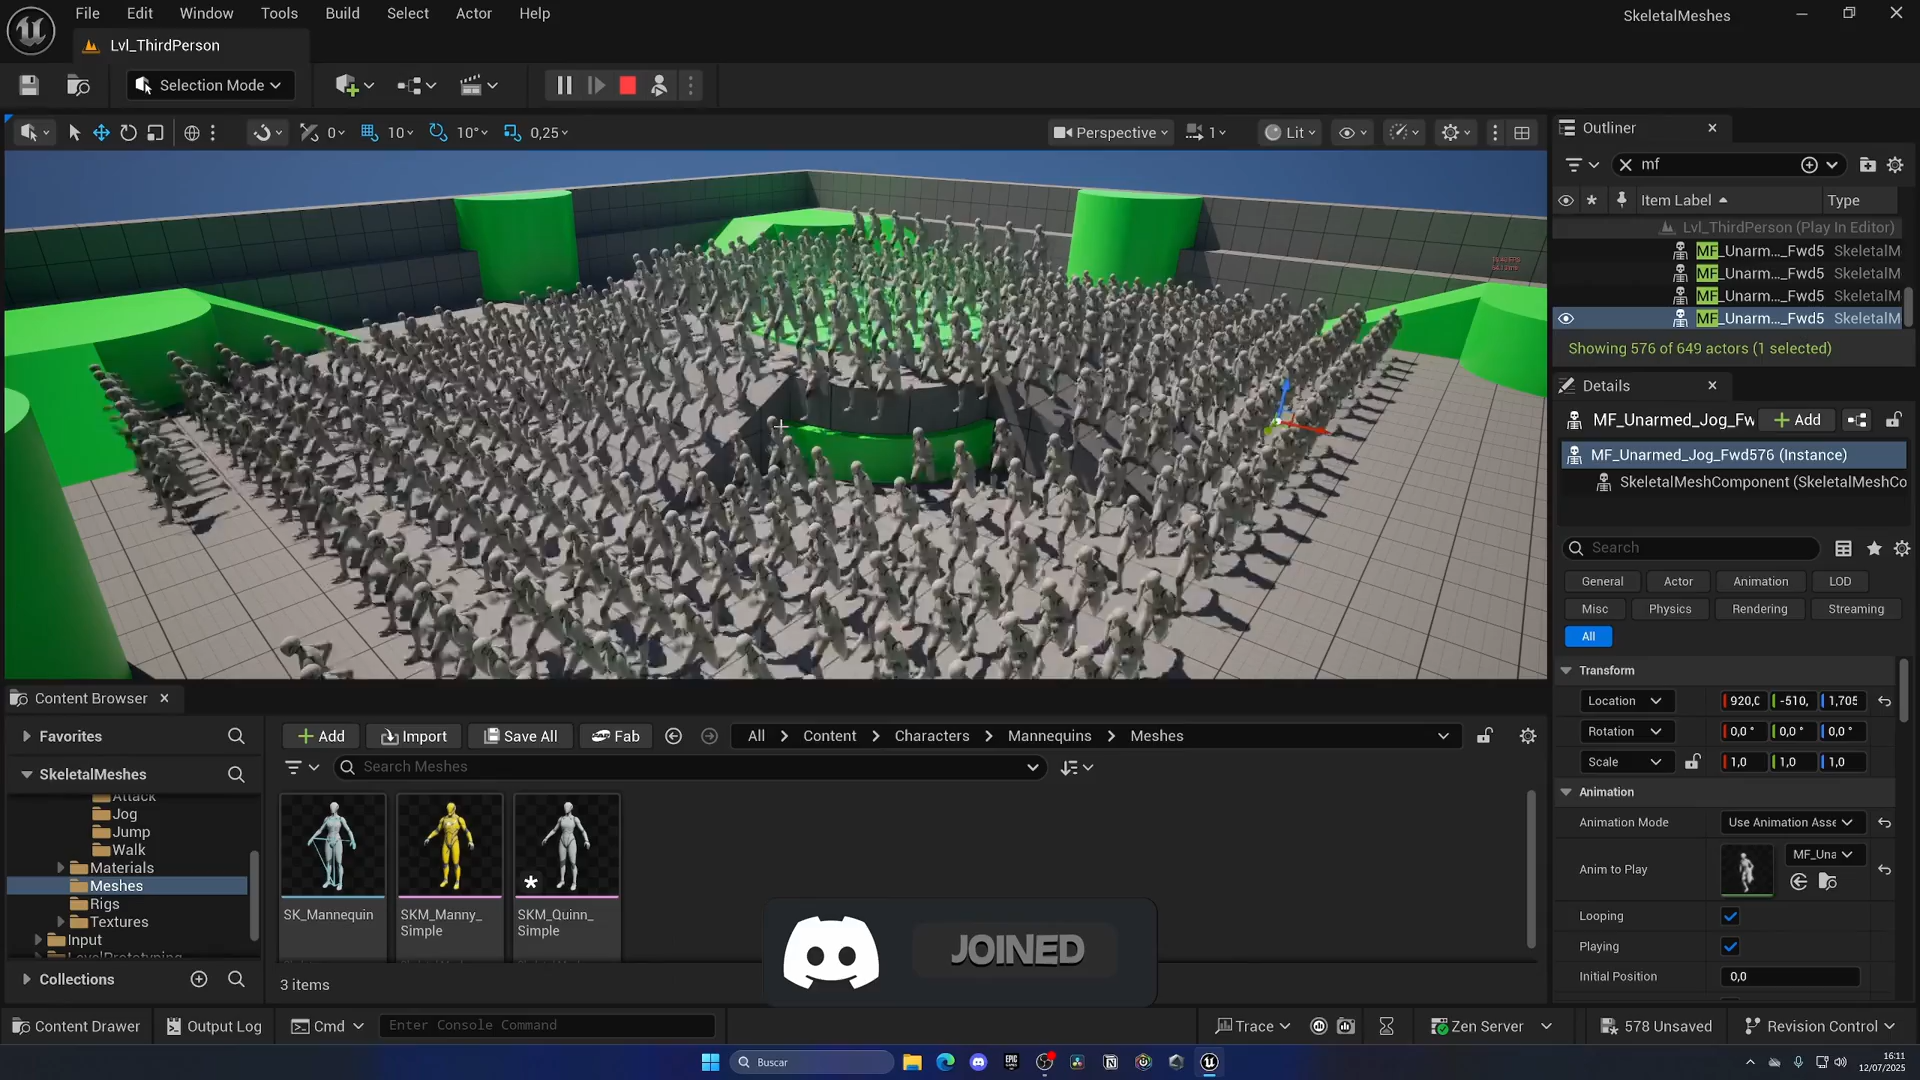 File Edit Window Tools Build Select Actor Help
SkeletalMeshes
Lvl_ThirdPerson
Selection Mode
0 10 10° 0,25
Perspective 1 Lit
Outliner
mf
Item Label Type
Lvl_ThirdPerson (Play In Editor)
MF_Unarm..._Fwd5 SkeletalM
MF_Unarm..._Fwd5 SkeletalM
MF_Unarm..._Fwd5 SkeletalM
MF_Unarm..._Fwd5 SkeletalM
Showing 576 of 649 actors (1 selected)
Details
MF_Unarmed_Jog_Fw Add
MF_Unarmed_Jog_Fwd576 (Instance)
SkeletalMeshComponent (SkeletalMeshCo
Search
General Actor Animation LOD
Misc Physics Rendering Streaming
All
Transform
Location 920,0 -510, 1,705
Rotation 0,0 ° 0,0 ° 0,0 °
Scale 1,0 1,0 1,0
Animation
Animation Mode Use Animation Asse
Anim to Play MF_Una
Looping
Playing
Initial Position 0,0
Content Browser
Favorites
SkeletalMeshes
Attack
Jog
Jump
Walk
Materials
Meshes
Rigs
Textures
Input
LevelPrototyping
Collections
Add Import Save All Fab All Content Characters Mannequins Meshes
Search Meshes
SK_Mannequin
SKM_Manny_
Simple
SKM_Quinn_
Simple
3 items
JOINED
Content Drawer Output Log Cmd Enter Console Command
Trace Zen Server 578 Unsaved Revision Control
Buscar
EPIC
16:11
12/07/2025